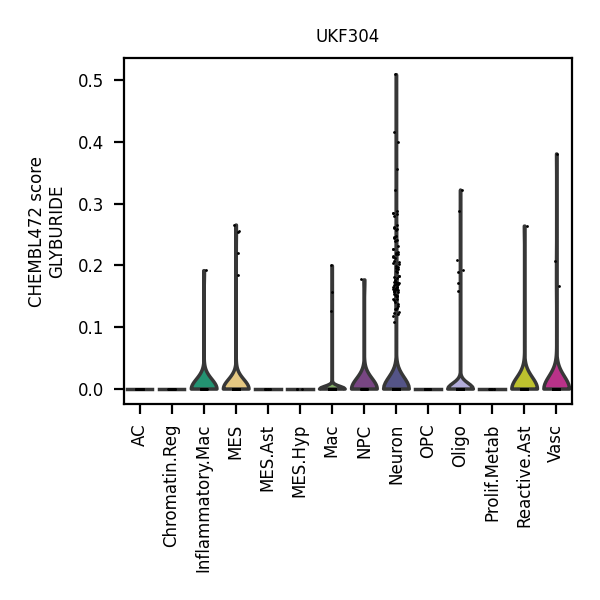 UKF304
CHEMBL472 score
GLYBURIDE
0.5
0.4
0.3
0.2
0.1
0.0
AC
Chromatin.Reg
Inflammatory.Mac
MES
MES.Ast
MES.Hyp
Mac
NPC
Neuron
OPC
Oligo
Prolif.Metab
Reactive.Ast
Vasc